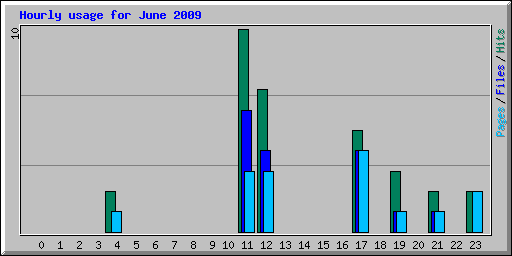 Hourly usage for June 2009
10
Pages/Files/Hits
0 1 2 3 4 5 6 7 8 9 10 11 12 13 14 15 16 17 18 19 20 21 22 23